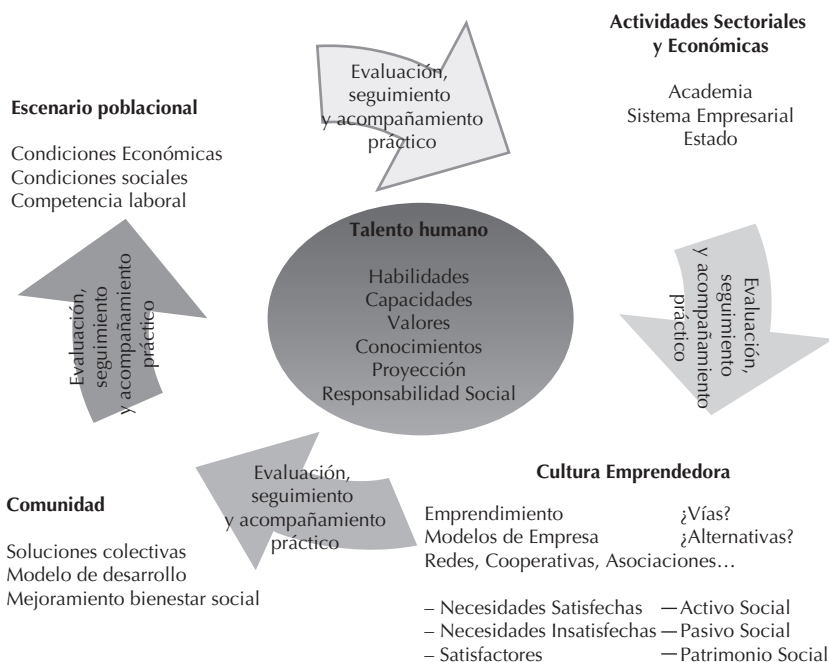 Actividades Sectoriales
y Económicas
Academia
Sistema Empresarial
Estado
Evaluación,
seguimiento
y acompañamiento
práctico
Escenario poblacional
Condiciones Económicas
Condiciones sociales
Competencia laboral
Talento humano
Habilidades
Capacidades
Valores
Conocimientos
Proyección
Responsabilidad Social
Evaluación,
seguimiento
y acompañamiento
práctico
Evaluación,
seguimiento
y acompañamiento
práctico
Evaluación,
seguimiento
y acompañamiento
práctico
Cultura Emprendedora
Emprendimiento ¿Vías?
Modelos de Empresa ¿Alternativas?
Redes, Cooperativas, Asociaciones…
– Necesidades Satisfechas — Activo Social
– Necesidades Insatisfechas — Pasivo Social
– Satisfactores — Patrimonio Social
Comunidad
Soluciones colectivas
Modelo de desarrollo
Mejoramiento bienestar social